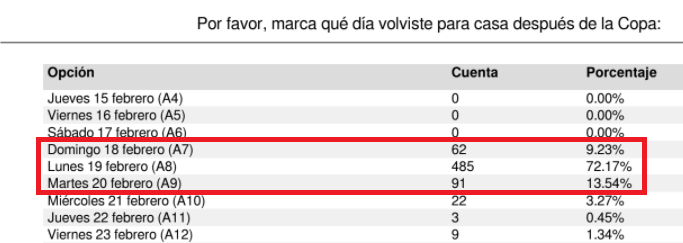 Por favor, marca qué día volviste para casa después de la Copa:
Opción Cuenta Porcentaje
Jueves 15 febrero (A4) 0 0.00%
Viernes 16 febrero (A5) 0 0.00%
Sábado 17 febrero (A6) 0 0.00%
Domingo 18 febrero (A7) 62 9.23%
Lunes 19 febrero (A8) 485 72.17%
Martes 20 febrero (A9) 91 13.54%
Miércoles 21 febrero (A10) 22 3.27%
Jueves 22 febrero (A11) 3 0.45%
Viernes 23 febrero (A12) 9 1.34%